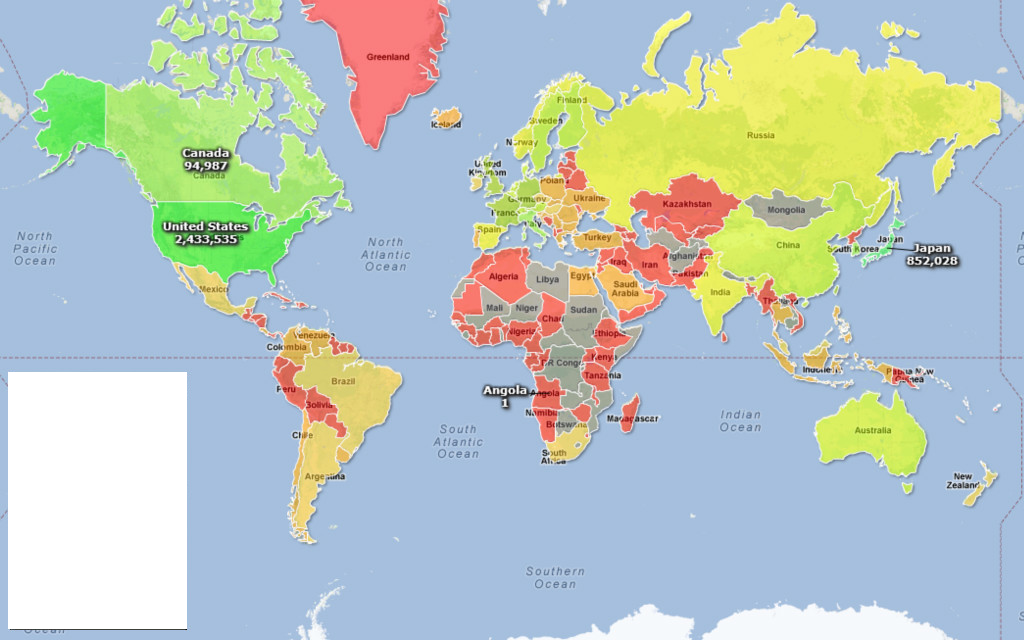 Greenland
Iceland
Finland
Sweden
Norway
Russia
Canada
94,987
Canada
United
Kingdom
Poland
Germany
Ukraine
France
Italy
Spain
Kazakhstan
Mongolia
United States
2,433,535
North
Pacific
Ocean
North
Atlantic
Ocean
Turkey
China
South Korea
Japan
Japan
852,028
Iraq
Iran
Afghanistan
Pakistan
Algeria
Libya
Egypt
Saudi
Arabia
India
Mexico
Mali
Niger
Chad
Sudan
Thailand
Nigeria
Ethiopia
Venezuela
Colombia
DR Congo
Kenya
Tanzania
Indonesia
Papua New
Guinea
Brazil
Peru
Bolivia
Angola
1
Angola
Namibia
Botswana
Madagascar
Indian
Ocean
South
Atlantic
Ocean
Australia
Chile
South
Africa
Argentina
New
Zealand
Southern
Ocean
Ocean